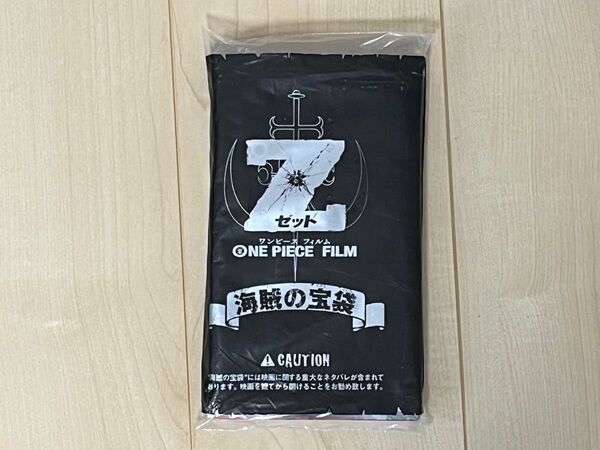 Z
ゼット
ワンピース フィルム
ONE PIECE FILM
海賊の宝袋
CAUTION
"海賊の宝袋"には映画に関する重大なネタバレが含まれて
おります。映画を観てから開けることをお勧め致します。